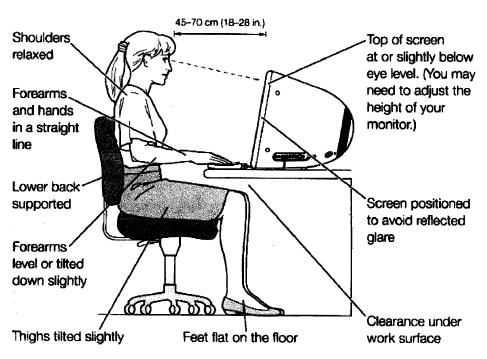 45–70 cm (18–28 in.)
Shoulders
relaxed
Forearms
and hands
in a straight
line
Lower back
supported
Forearms
level or tilted
down slightly
Thighs tilted slightly
Feet flat on the floor
Top of screen
at or slightly below
eye level. (You may
need to adjust the
height of your
monitor.)
Screen positioned
to avoid reflected
glare
Clearance under
work surface